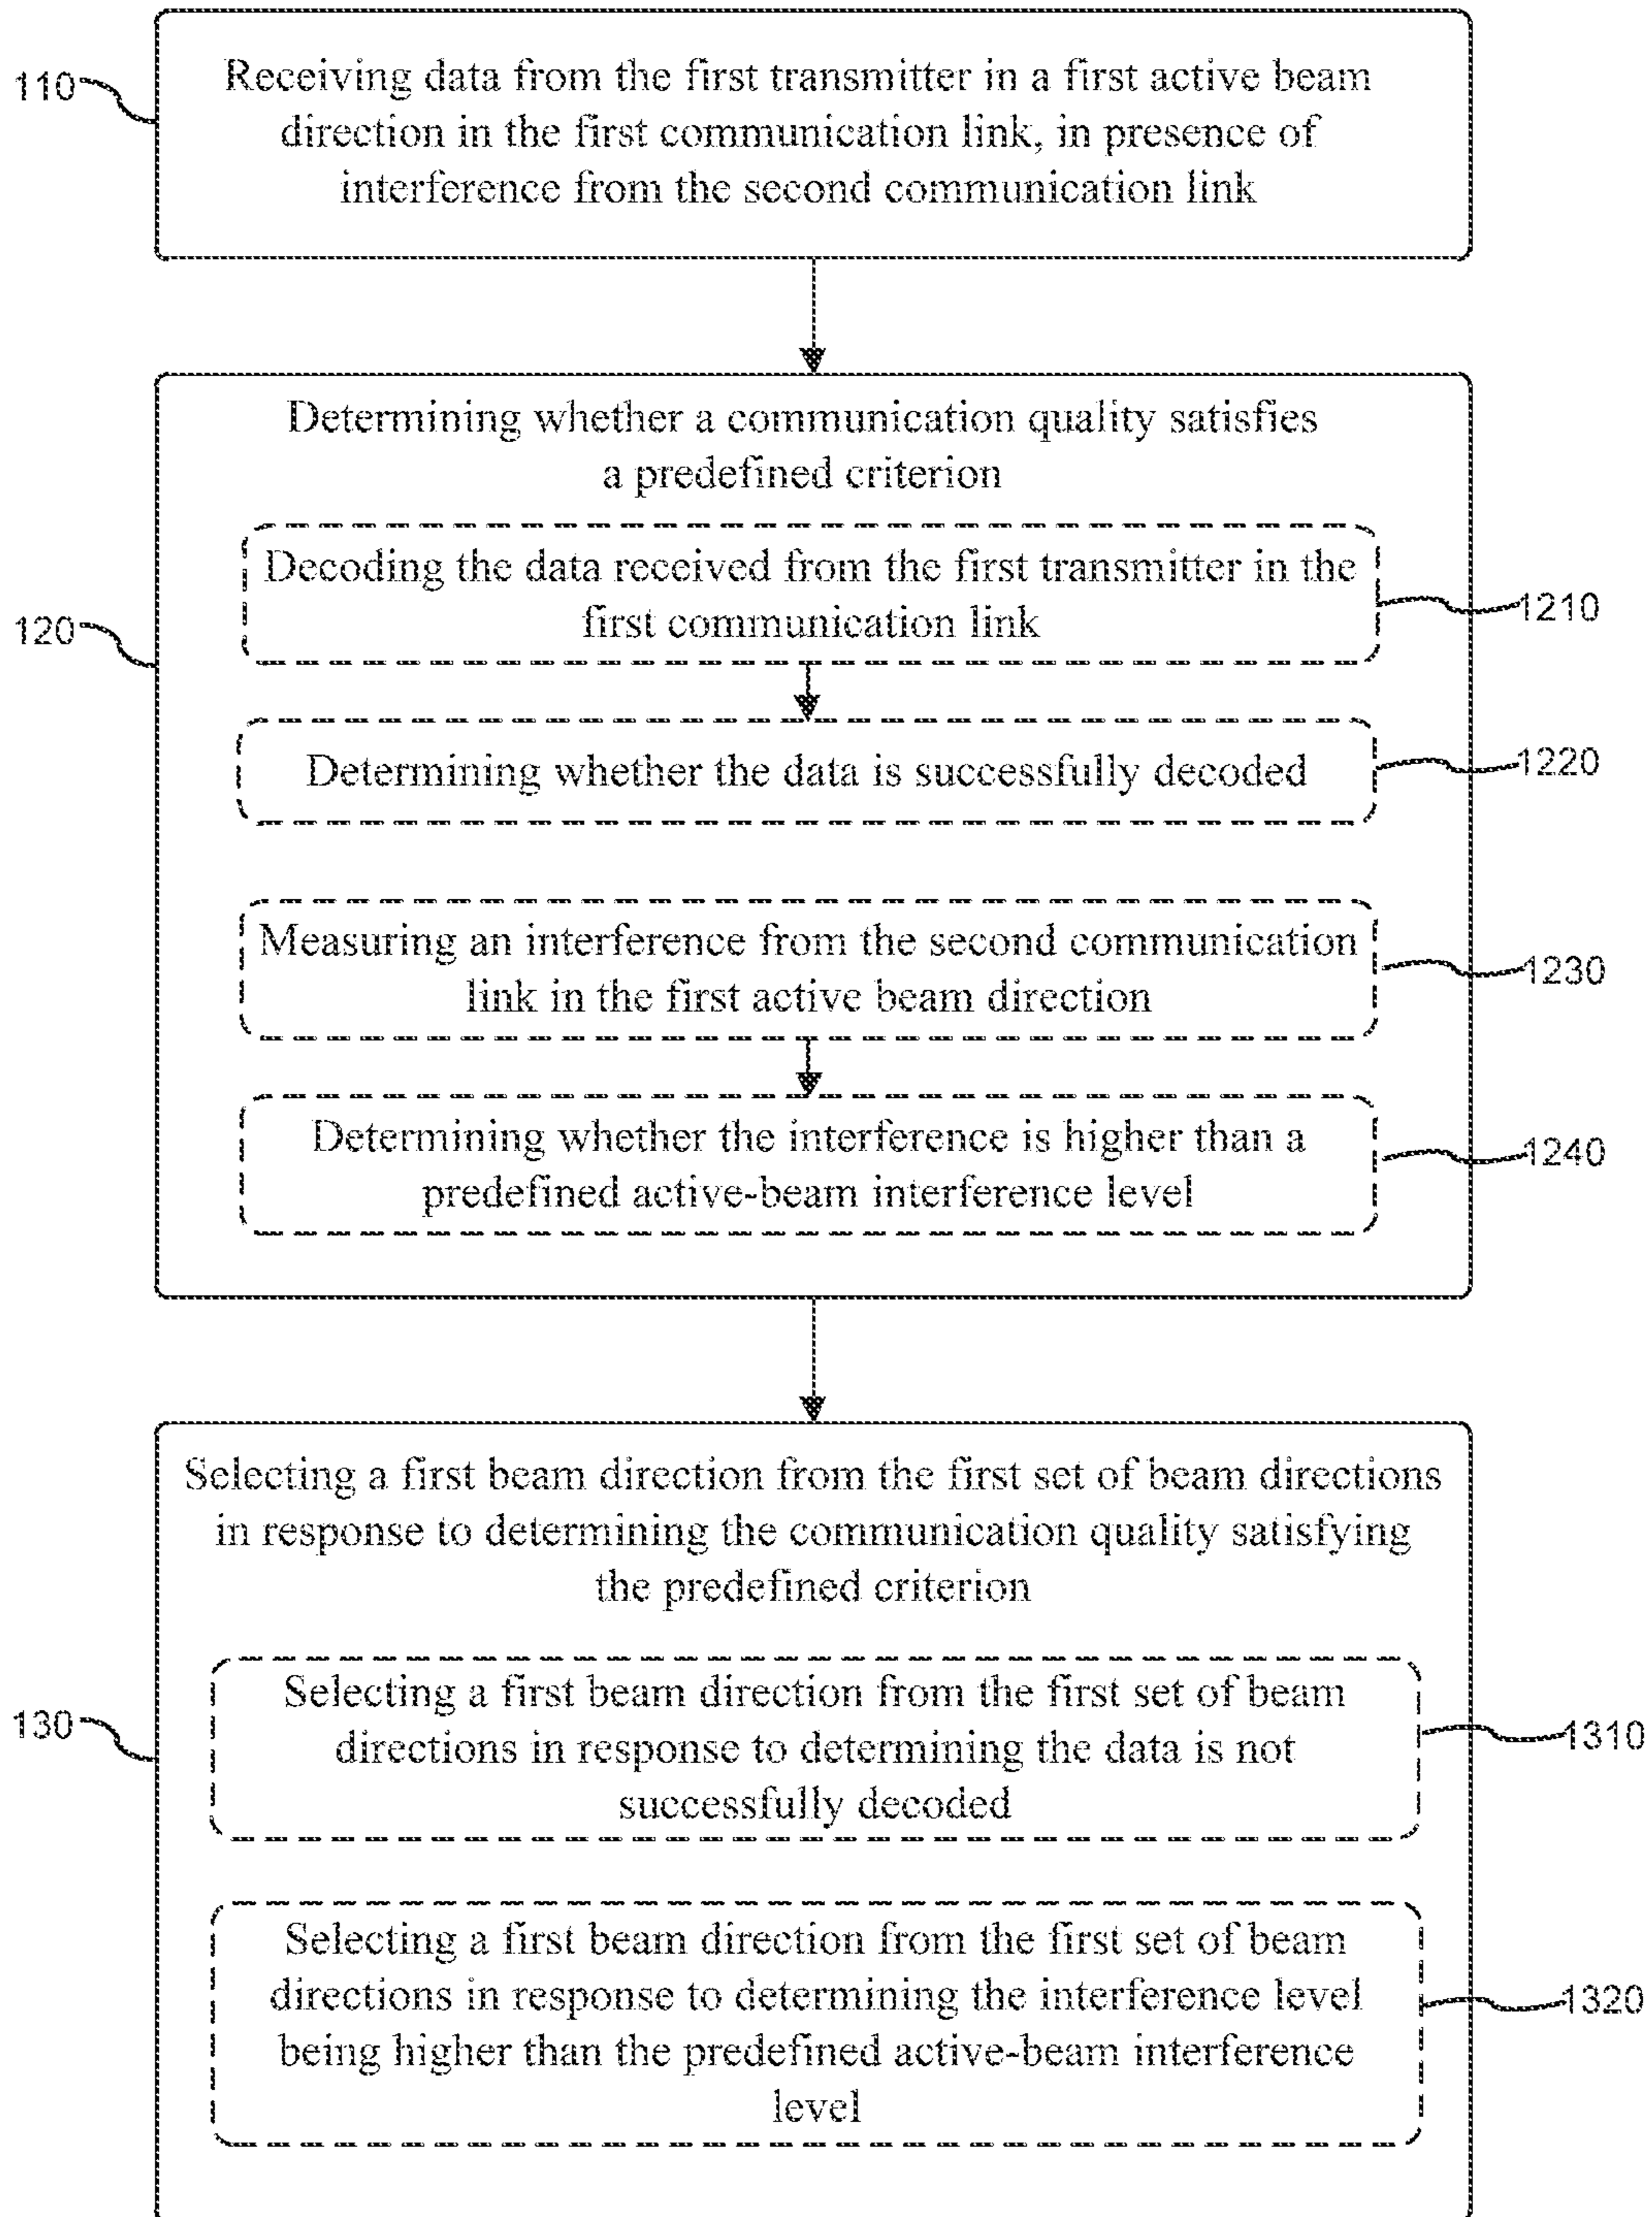 110
Receiving data from the first transmitter in a first active beam
direction in the first communication link, in presence of
interference from the second communication link
120
Determining whether a communication quality satisfies
a predefined criterion
Decoding the data received from the first transmitter in the
first communication link
1210
Determining whether the data is successfully decoded
1220
Measuring an interference from the second communication
link in the first active beam direction
1230
Determining whether the interference is higher than a
predefined active-beam interference level
1240
130
Selecting a first beam direction from the first set of beam directions
in response to determining the communication quality satisfying
the predefined criterion
Selecting a first beam direction from the first set of beam
directions in response to determining the data is not
successfully decoded
1310
Selecting a first beam direction from the first set of beam
directions in response to determining the interference level
being higher than the predefined active-beam interference
level
1320